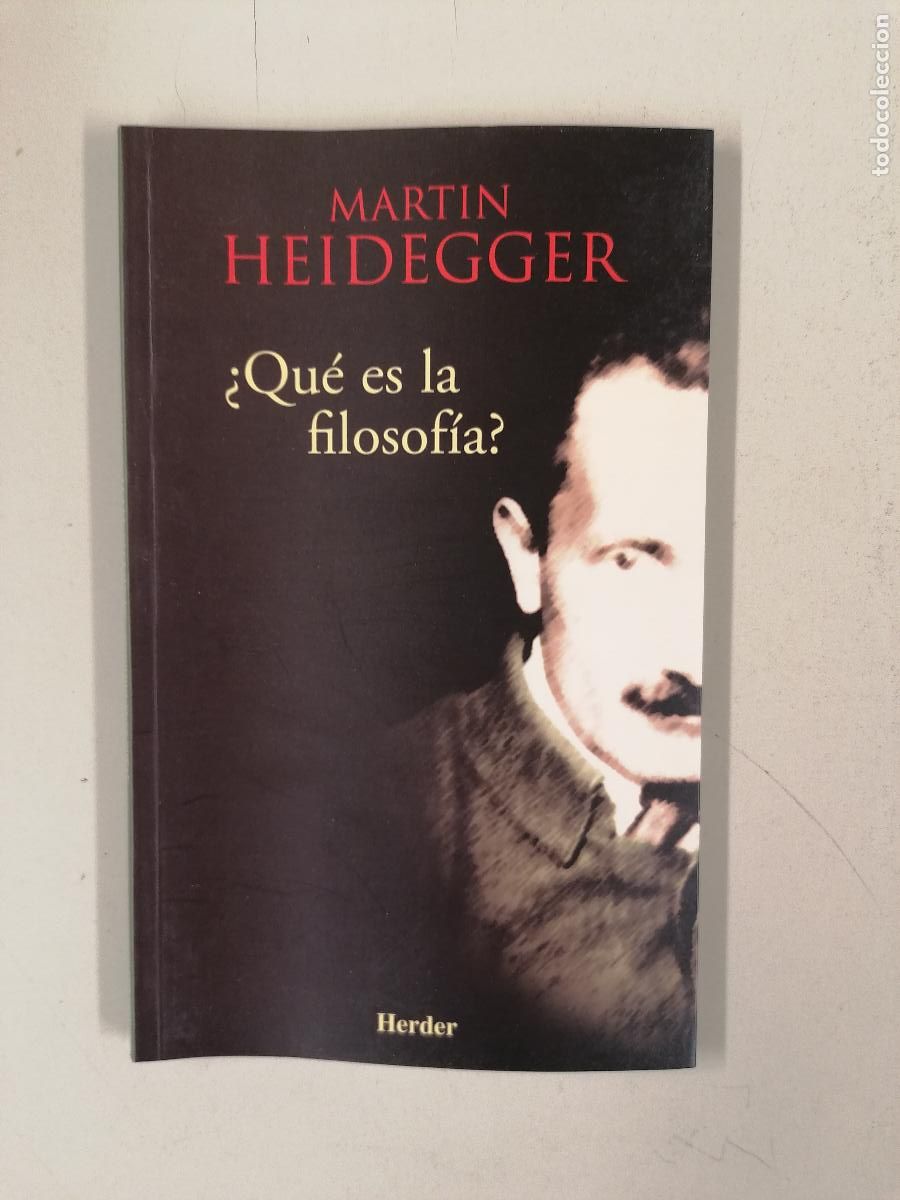 todocoleccion
MARTIN
HEIDEGGER
¿Qué es la
filosofía?
Herder